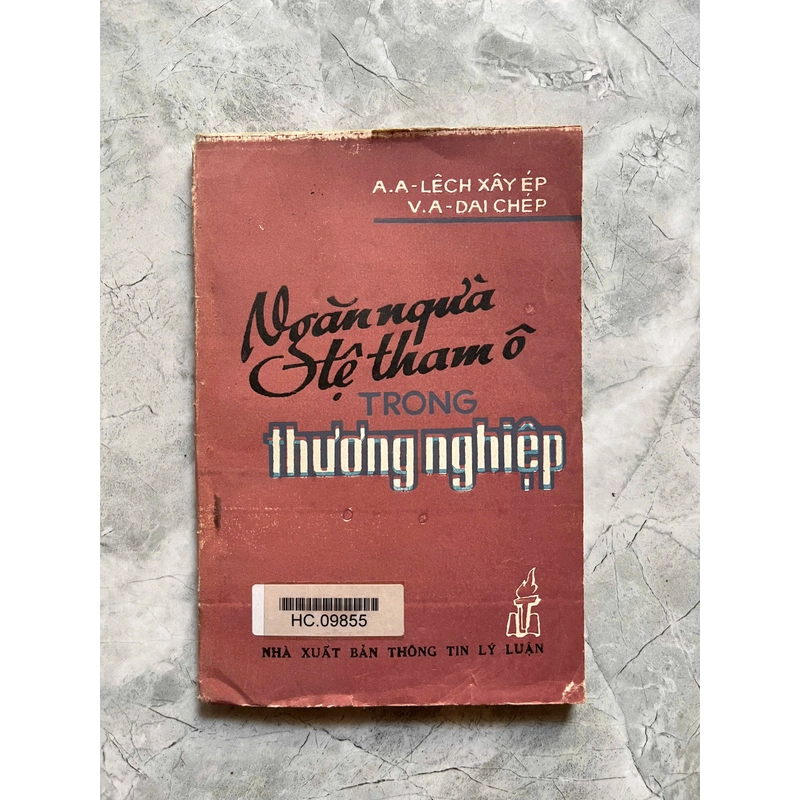 A.A-LÊCH XÂY ÉP
V.A-DAI CHÉP
Ngăn ngừa
tệ tham ô
TRONG
thương nghiệp
HC.09855
NHÀ XUẤT BẢN THÔNG TIN LÝ LUẬN